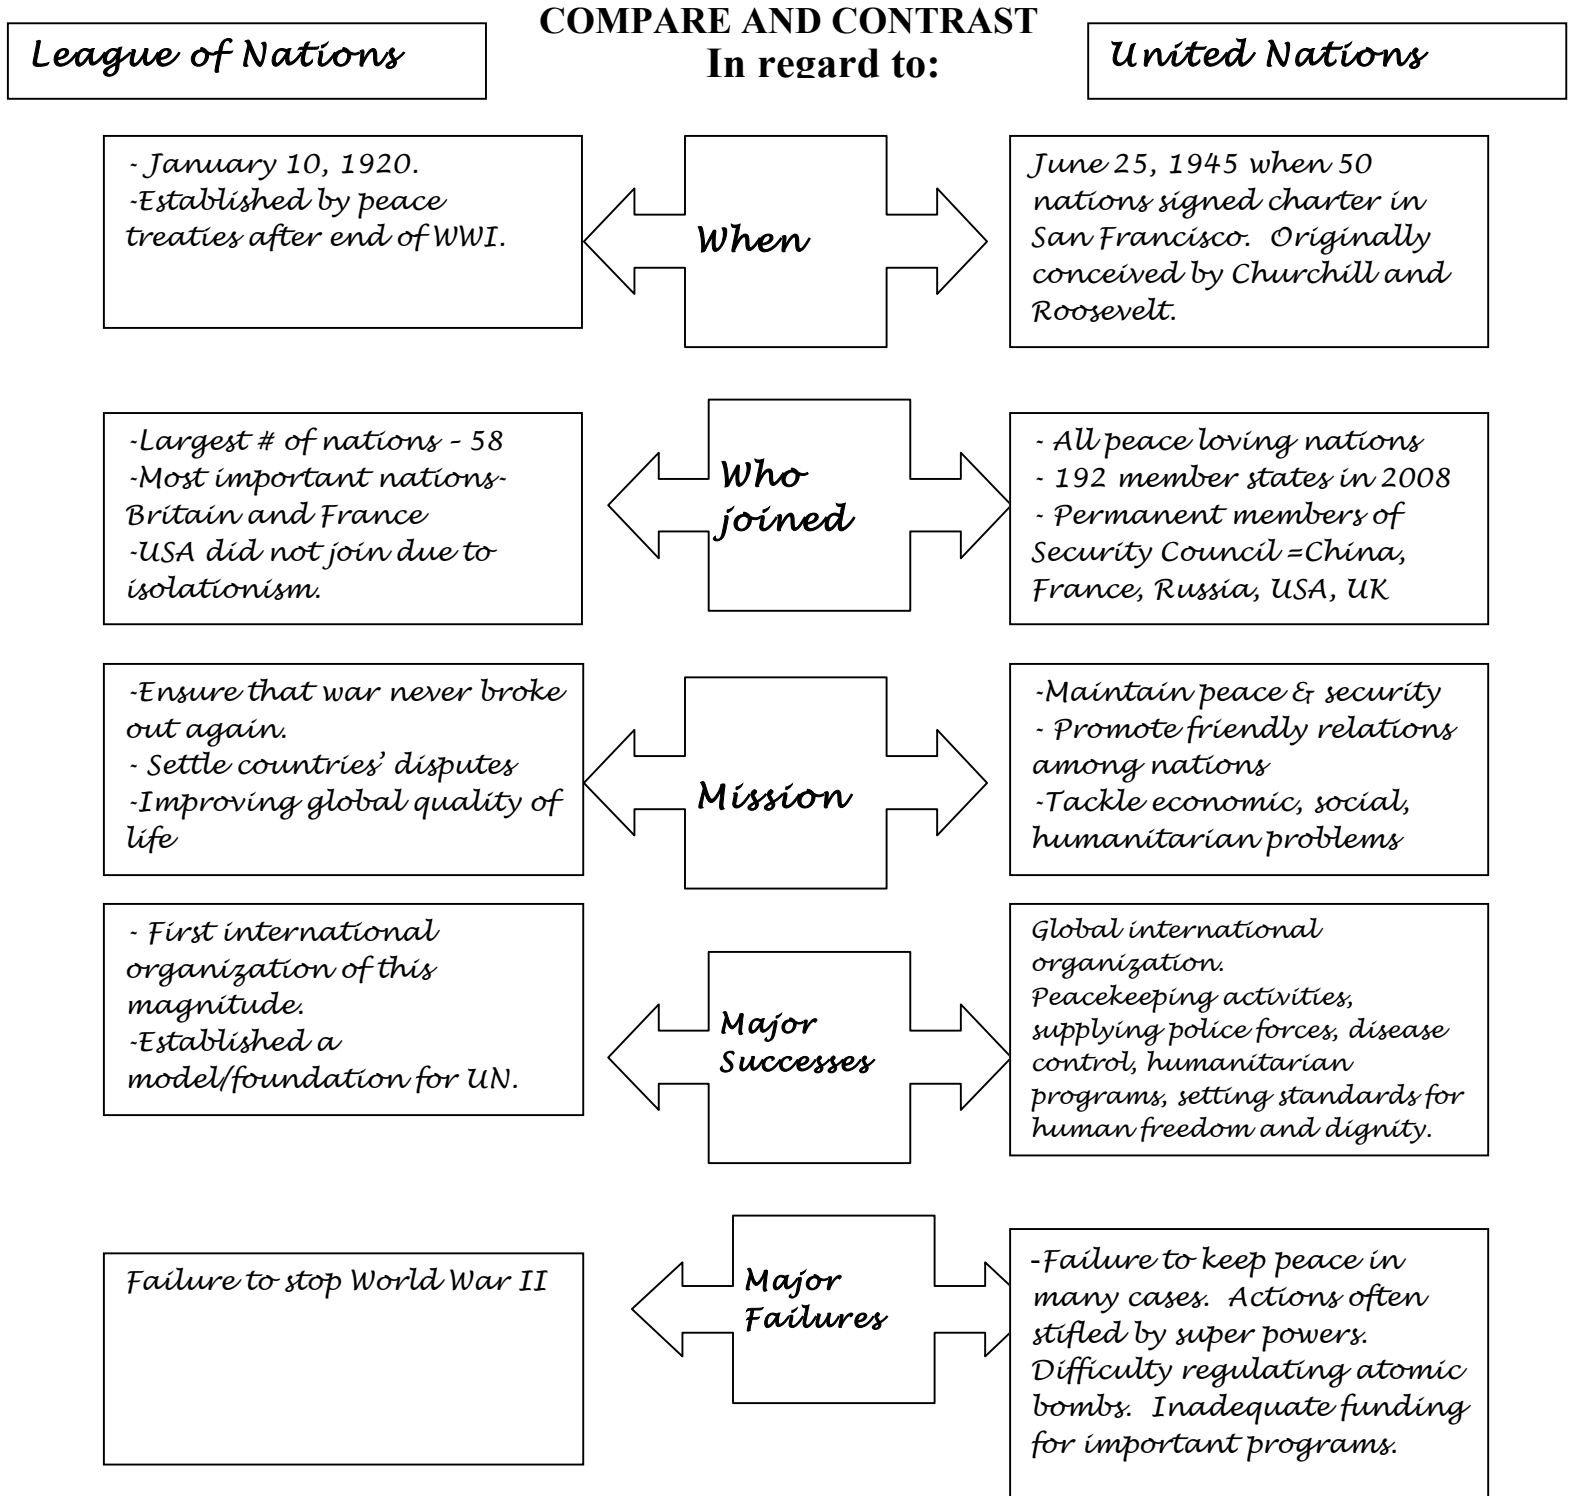 COMPARE AND CONTRAST
In regard to:
League of Nations
United Nations
- January 10, 1920.
-Established by peace
treaties after end of WWI.
When
June 25, 1945 when 50
nations signed charter in
San Francisco. Originally
conceived by Churchill and
Roosevelt.
-Largest # of nations – 58
-Most important nations-
Britain and France
-USA did not join due to
isolationism.
Who
joined
- All peace loving nations
- 192 member states in 2008
- Permanent members of
Security Council =China,
France, Russia, USA, UK
-Ensure that war never broke
out again.
- Settle countries’ disputes
-Improving global quality of
life
Mission
-Maintain peace & security
- Promote friendly relations
among nations
-Tackle economic, social,
humanitarian problems
- First international
organization of this
magnitude.
-Established a
model/foundation for UN.
Major
Successes
Global international
organization.
Peacekeeping activities,
supplying police forces, disease
control, humanitarian
programs, setting standards for
human freedom and dignity.
Failure to stop World War II
Major
Failures
-Failure to keep peace in
many cases. Actions often
stifled by super powers.
Difficulty regulating atomic
bombs. Inadequate funding
for important programs.